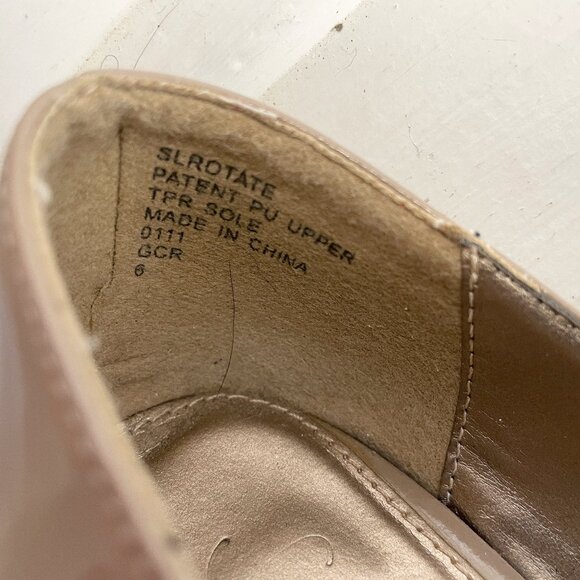 SLROTATE
PATENT PU UPPER
TPR SOLE
MADE IN CHINA
0111
GCR
6